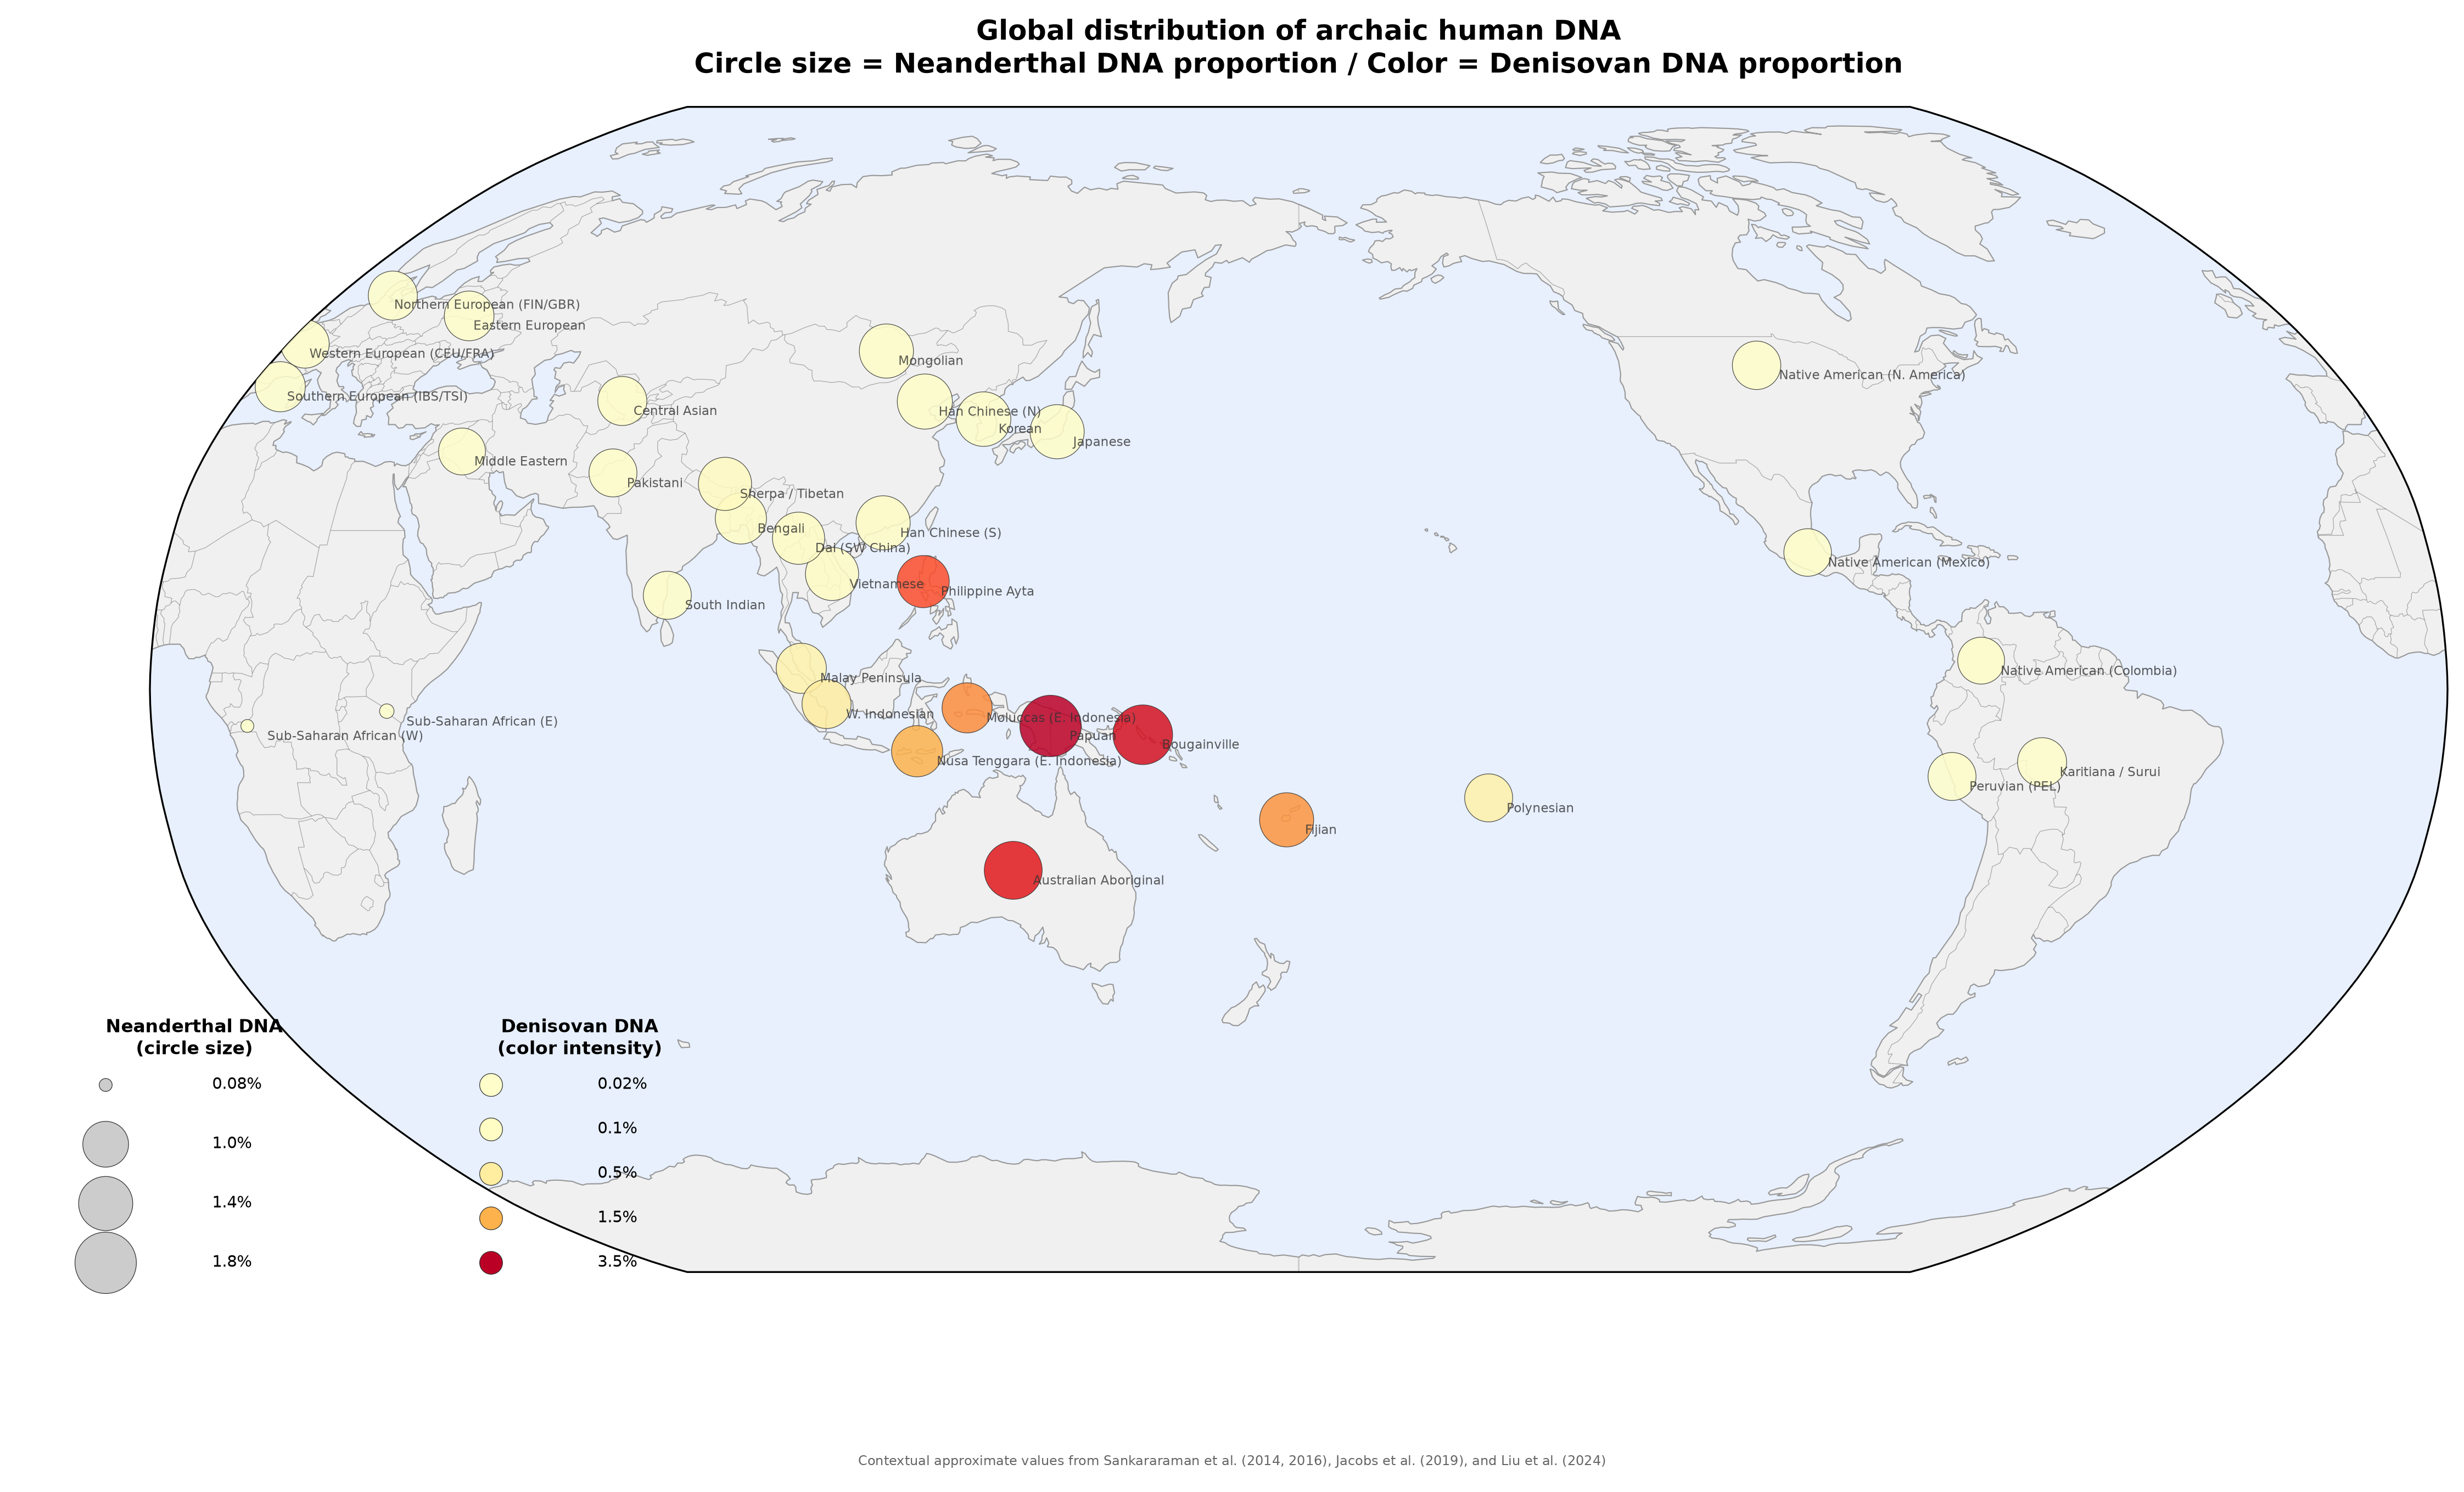 Global distribution of archaic human DNA
Circle size = Neanderthal DNA proportion / Color = Denisovan DNA proportion
Northern European (FIN/GBR)
Eastern European
Western European (CEU/FRA)
Southern European (IBS/TSI)
Mongolian
Native American (N. America)
Central Asian
Han Chinese (N)
Korean
Japanese
Middle Eastern
Pakistani
Sherpa / Tibetan
Bengali
Han Chinese (S)
Dai (SW China)
Native American (Mexico)
Vietnamese
Philippine Ayta
South Indian
Native American (Colombia)
Malay Peninsula
W. Indonesian
Moluccas (E. Indonesia)
Sub-Saharan African (E)
Sub-Saharan African (W)
Papuan
Bougainville
Nusa Tenggara (E. Indonesia)
Karitiana / Surui
Peruvian (PEL)
Polynesian
Fijian
Australian Aboriginal
Neanderthal DNA
(circle size)
0.08%
1.0%
1.4%
1.8%
Denisovan DNA
(color intensity)
0.02%
0.1%
0.5%
1.5%
3.5%
Contextual approximate values from Sankararaman et al. (2014, 2016), Jacobs et al. (2019), and Liu et al. (2024)